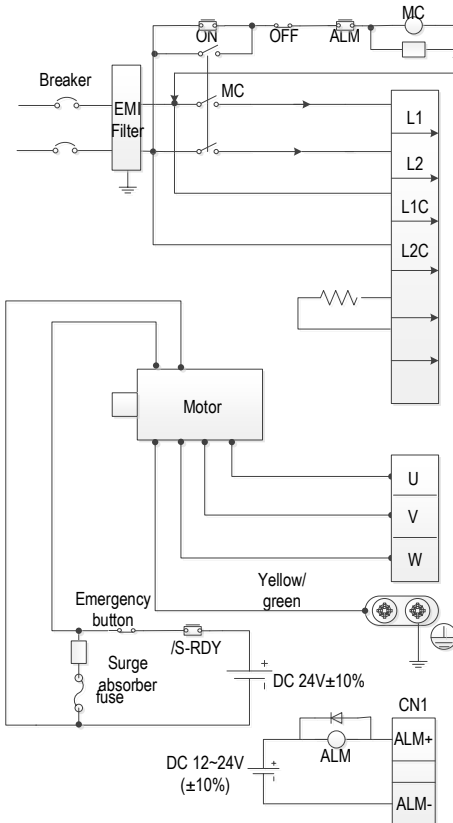 MC
ON
OFF
ALM
Breaker
MC
EMI
Filter
L1
L2
L1C
L2C
Motor
U
V
W
Yellow/
green
Emergency
button
/S-RDY
Surge
absorber
fuse
+
-
DC 24V±10%
CN1
ALM+
ALM
DC 12~24V
(±10%)
+
-
ALM-